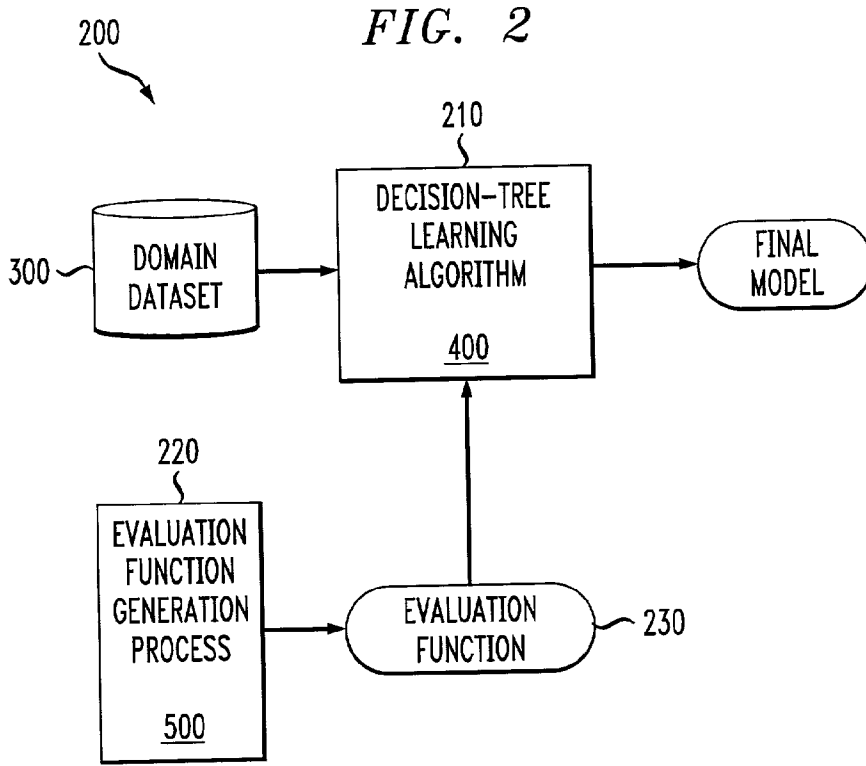 FIG. 2
200
210
DECISION-TREE
LEARNING
ALGORITHM
400
300
DOMAIN
DATASET
FINAL
MODEL
220
EVALUATION
FUNCTION
GENERATION
PROCESS
500
EVALUATION
FUNCTION
230